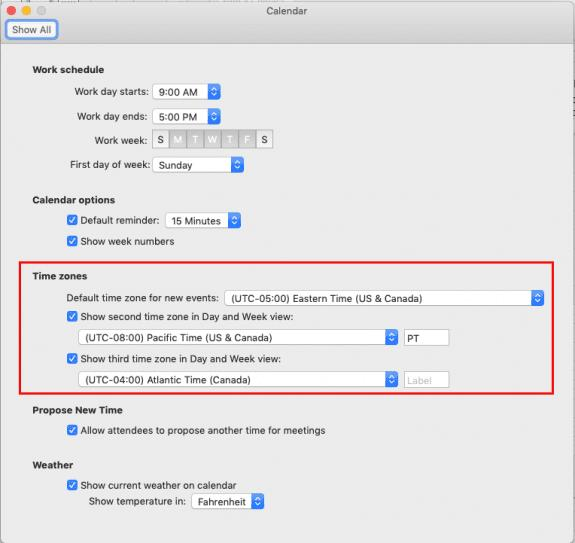 Calendar
Show All
Work schedule
Work day starts: 9:00 AM
Work day ends: 5:00 PM
Work week: S M T W T F S
First day of week: Sunday
Calendar options
Default reminder: 15 Minutes
Show week numbers
Time zones
Default time zone for new events: (UTC-05:00) Eastern Time (US & Canada)
Show second time zone in Day and Week view:
(UTC-08:00) Pacific Time (US & Canada) PT
Show third time zone in Day and Week view:
(UTC-04:00) Atlantic Time (Canada) Label
Propose New Time
Allow attendees to propose another time for meetings
Weather
Show current weather on calendar
Show temperature in: Fahrenheit